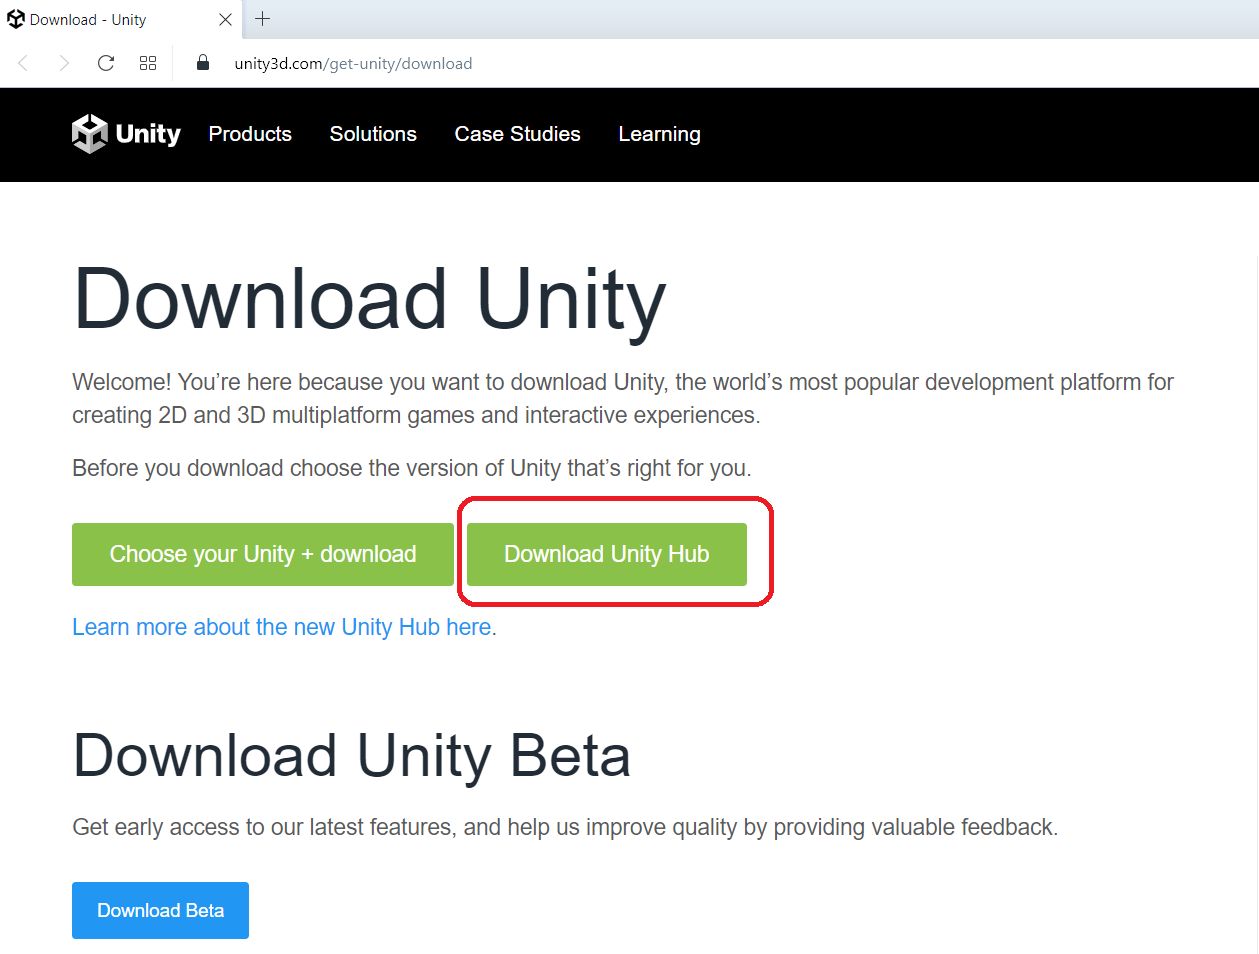 Download - Unity
unity3d.com/get-unity/download
Unity Products Solutions Case Studies Learning
Download Unity
Welcome! You’re here because you want to download Unity, the world’s most popular development platform for
creating 2D and 3D multiplatform games and interactive experiences.
Before you download choose the version of Unity that’s right for you.
Choose your Unity + download Download Unity Hub
Learn more about the new Unity Hub here.
Download Unity Beta
Get early access to our latest features, and help us improve quality by providing valuable feedback.
Download Beta